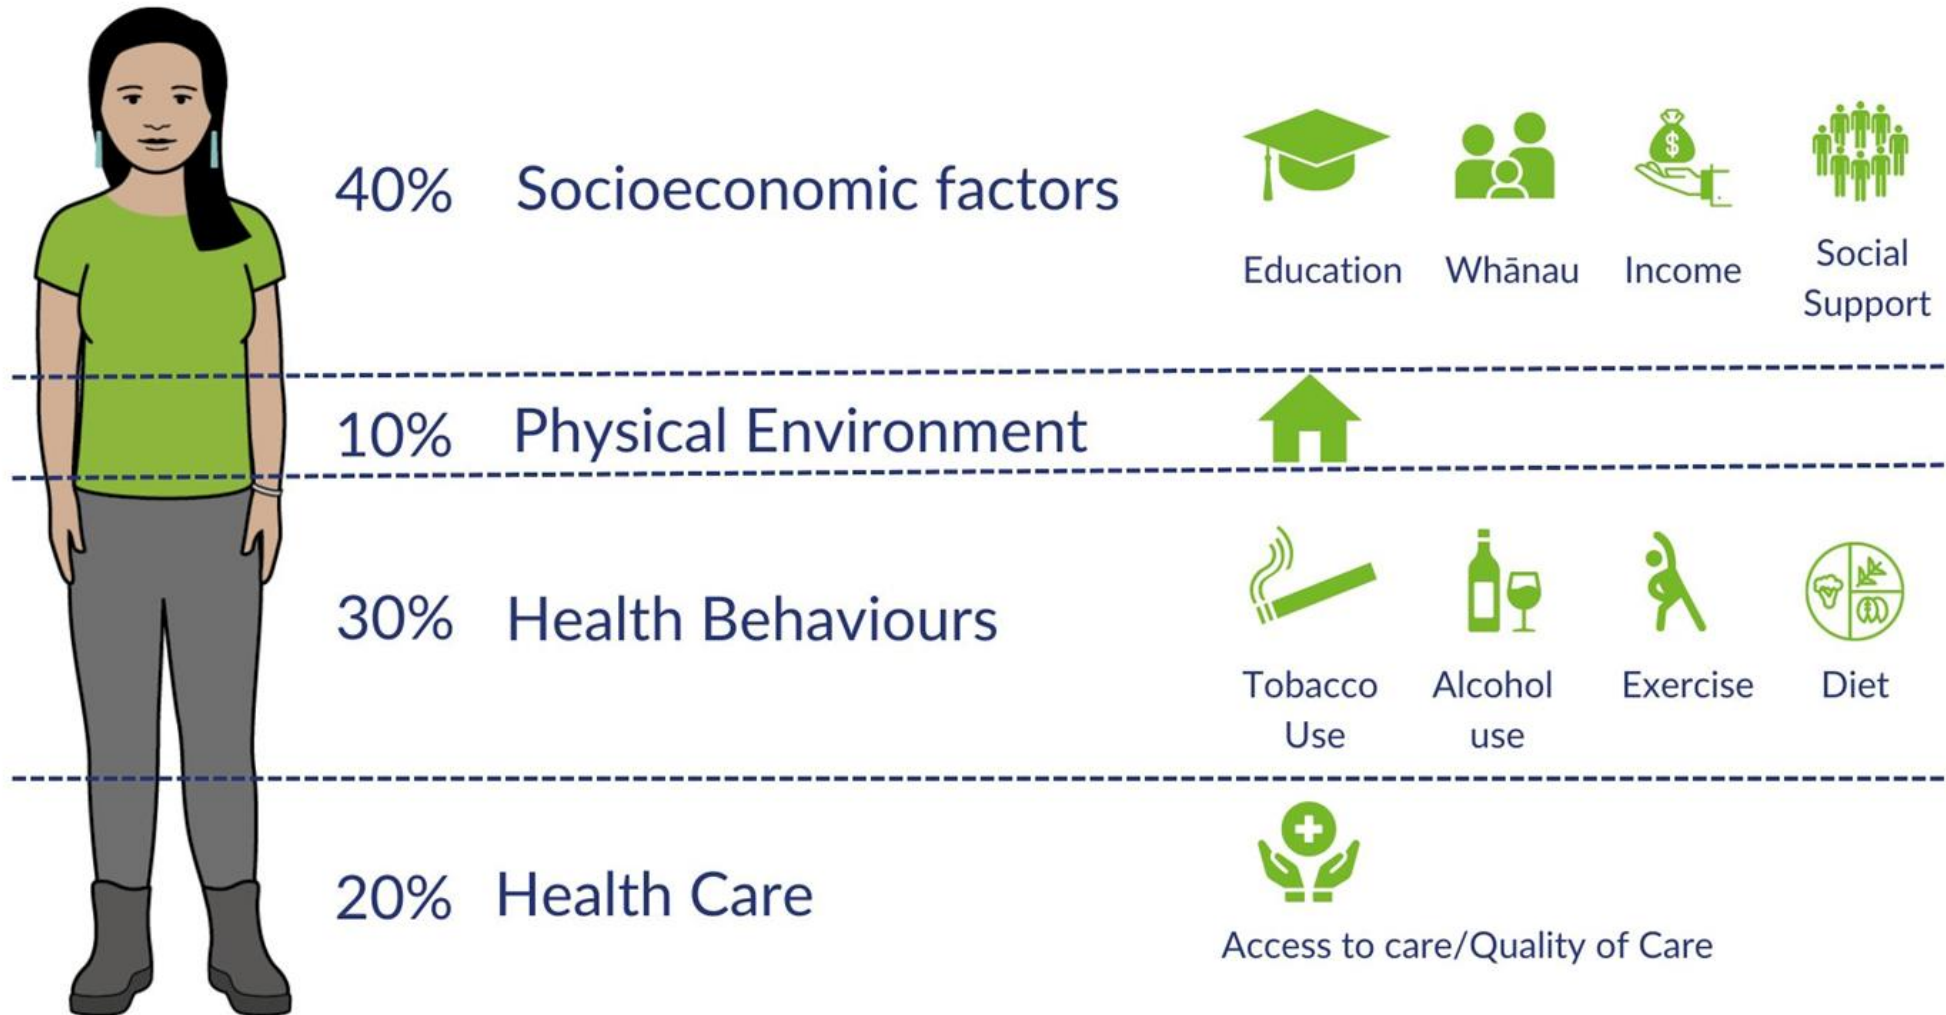 40% Socioeconomic factors
Education Whānau Income Social
Support
$
10% Physical Environment
30% Health Behaviours
Tobacco Alcohol Exercise Diet
Use use
20% Health Care
Access to care/Quality of Care